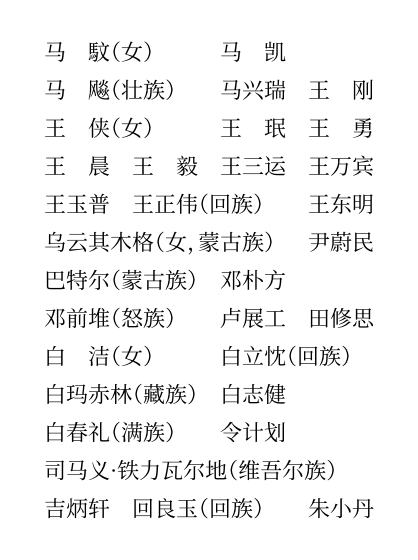 马　馼(女)　　　马　凯
马　飚(壮族)　　马兴瑞　王　刚
王　侠(女)　　　王　珉　王　勇
王　晨　王　毅　王三运　王万宾
王玉普　王正伟(回族)　　王东明
乌云其木格(女,蒙古族)　尹蔚民
巴特尔(蒙古族)　邓朴方
邓前堆(怒族)　　卢展工　田修思
白　洁(女)　　　白立忱(回族)
白玛赤林(藏族)　白志健
白春礼(满族)　　令计划
司马义·铁力瓦尔地(维吾尔族)
吉炳轩　回良玉(回族)　　朱小丹